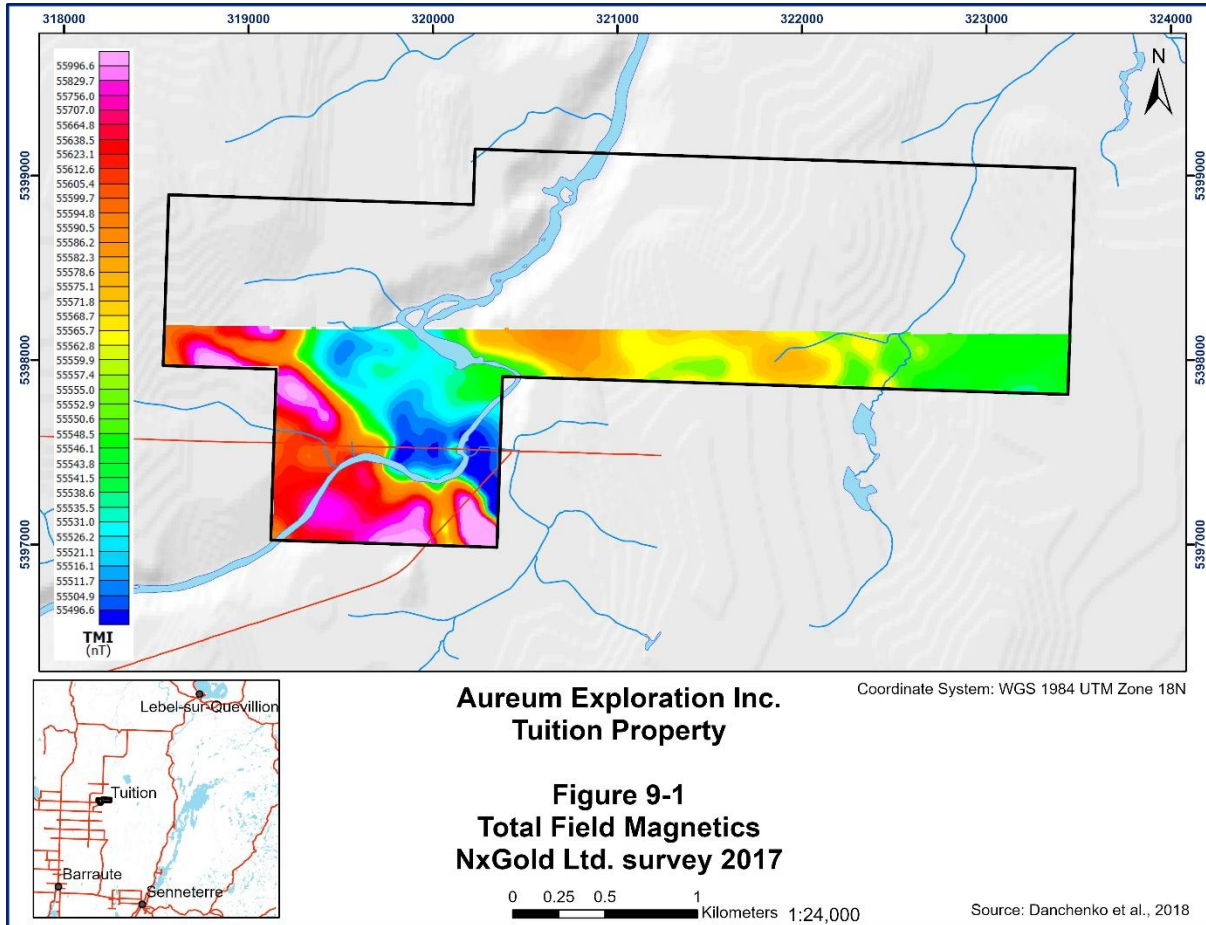 318000 319000 320000 321000 322000 323000 324000
N
5399000 5399000
5398000 5398000
5397000 5397000
55996.6
55829.7
55756.0
55707.0
55664.8
55638.5
55623.1
55612.6
55605.4
55599.7
55594.8
55590.5
55586.2
55582.3
55578.6
55575.1
55571.8
55568.7
55565.7
55562.8
55559.9
55557.4
55555.0
55552.9
55550.6
55548.5
55546.1
55543.8
55541.5
55538.6
55535.5
55531.0
55526.2
55521.1
55516.1
55511.7
55504.9
55496.6
TMI
(nT)
Lebel-sur-Quevillion
Tuition
Barraute
Senneterre
Aureum Exploration Inc.
Tuition Property
Figure 9-1
Total Field Magnetics
NxGold Ltd. survey 2017
0 0.25 0.5 1
Kilometers 1:24,000
Coordinate System: WGS 1984 UTM Zone 18N
Source: Danchenko et al., 2018